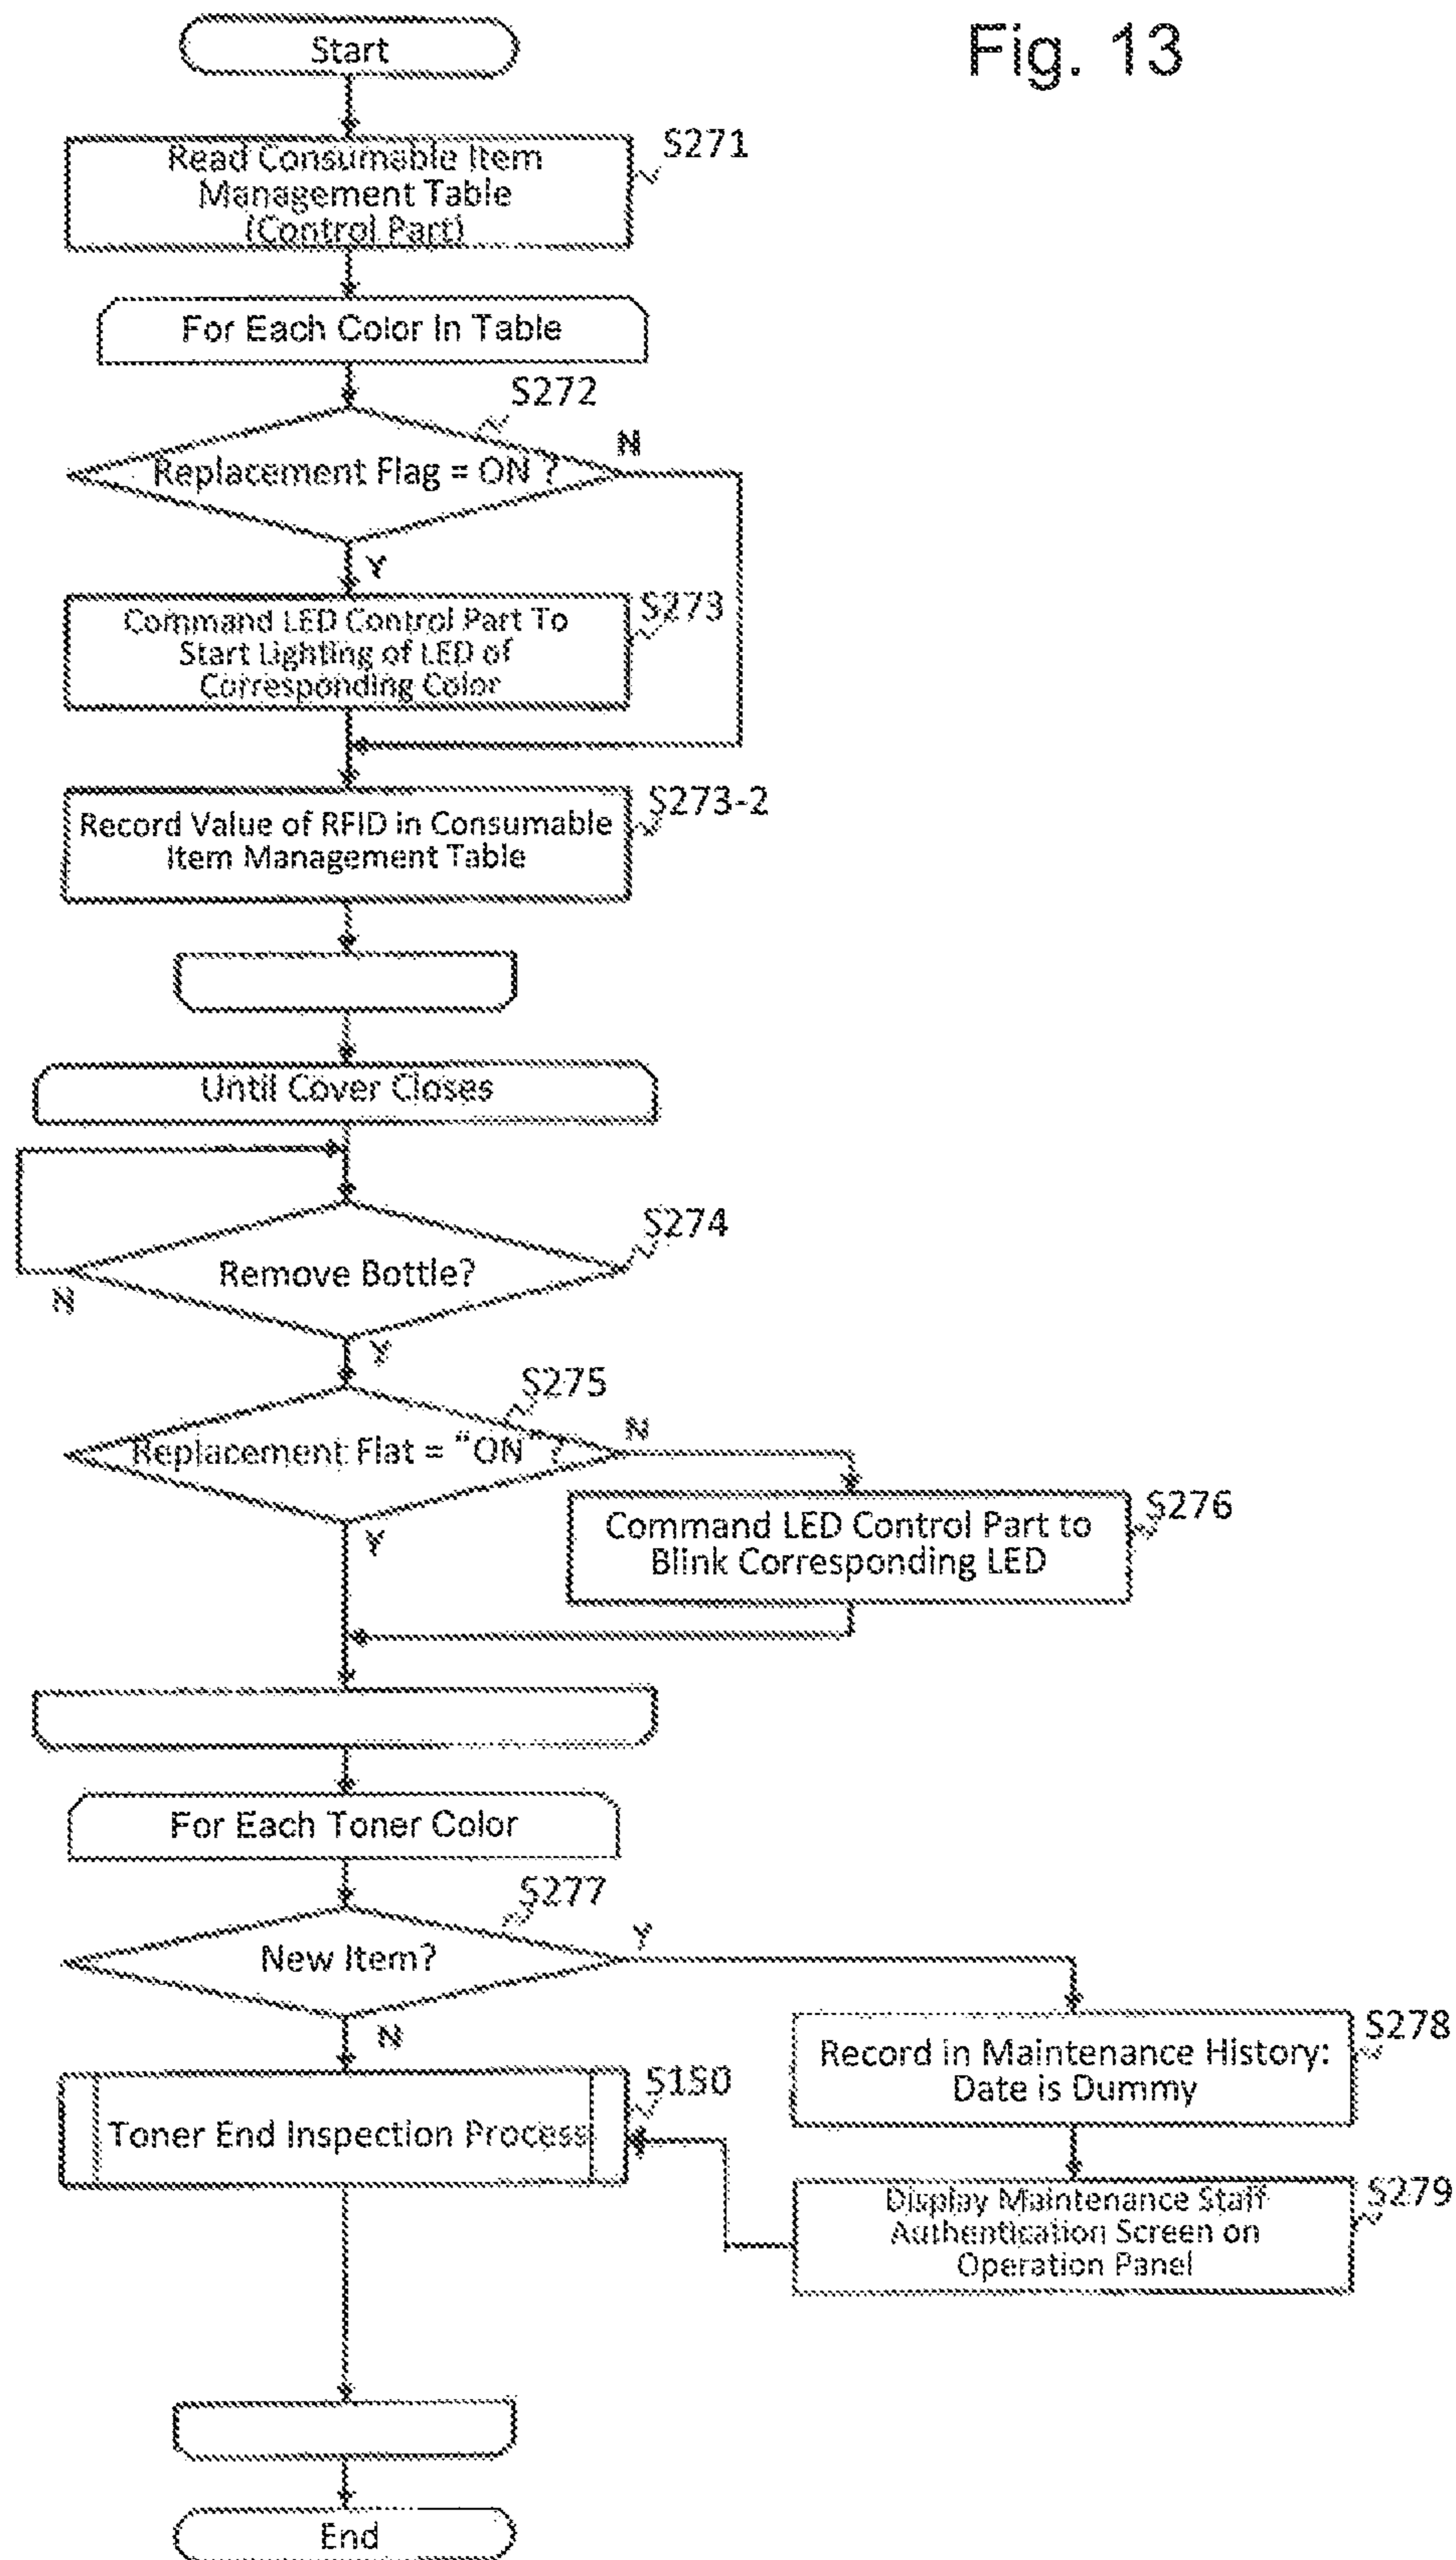 Fig. 13
Start
S271
Read Consumable Item
Management Table
(Control Part)
For Each Color In Table
S272
N
Replacement Flag = ON ?
Y
S273
Command LED Control Part To
Start Lighting of LED of
Corresponding Color
S273-2
Record Value of RFID in Consumable
Item Management Table
Until Cover Closes
S274
Remove Bottle?
N
Y
S275
N
Replacement Flat = "ON" ?
Y
S276
Command LED Control Part to
Blink Corresponding LED
For Each Toner Color
S277
Y
New Item?
N
S278
Record in Maintenance History:
Date is Dummy
S150
Toner End Inspection Process
S279
Display Maintenance Staff
Authentication Screen on
Operation Panel
End